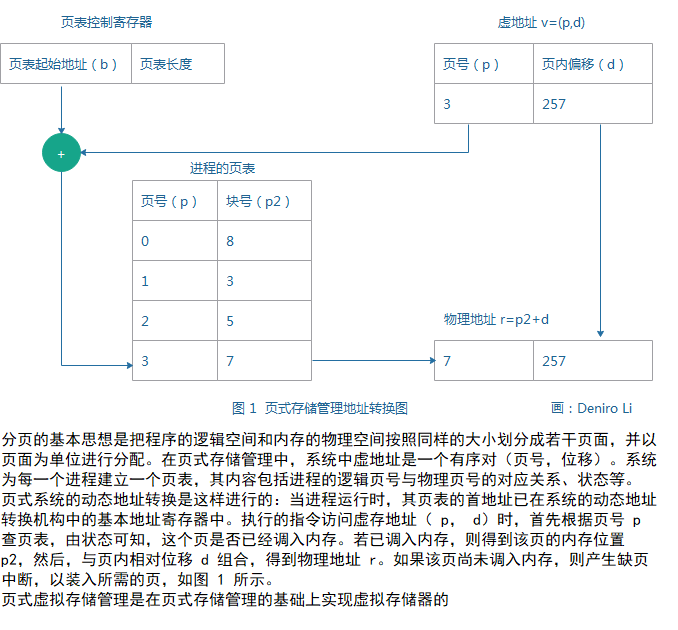 页表控制寄存器
虚地址 v=(p,d)
页表起始地址（b） 页表长度
页号（p） 页内偏移（d）
3 257
+
进程的页表
页号（p） 块号（p2）
0 8
1 3
2 5
3 7
物理地址 r=p2+d
7 257
图 1 页式存储管理地址转换图
画：Deniro Li
分页的基本思想是把程序的逻辑空间和内存的物理空间按照同样的大小划分成若干页面，并以
页面为单位进行分配。在页式存储管理中，系统中虚地址是一个有序对（页号，位移）。系统
为每一个进程建立一个页表，其内容包括进程的逻辑页号与物理页号的对应关系、状态等。
页式系统的动态地址转换是这样进行的：当进程运行时，其页表的首地址已在系统的动态地址
转换机构中的基本地址寄存器中。执行的指令访问虚存地址（ p， d）时，首先根据页号 p
查页表，由状态可知，这个页是否已经调入内存。若已调入内存，则得到该页的内存位置
p2，然后，与页内相对位移 d 组合，得到物理地址 r。如果该页尚未调入内存，则产生缺页
中断，以装入所需的页，如图 1 所示。
页式虚拟存储管理是在页式存储管理的基础上实现虚拟存储器的